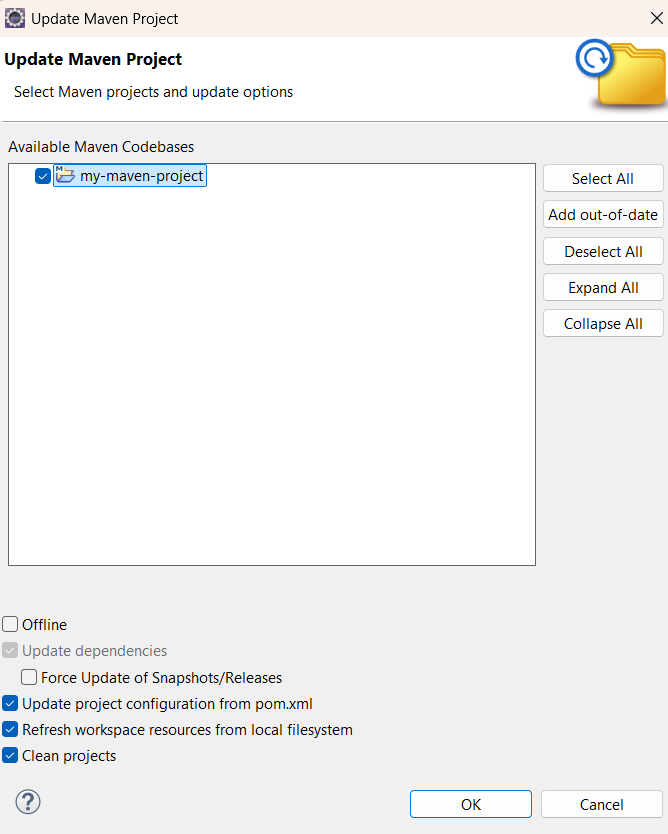 Update Maven Project
Update Maven Project
Select Maven projects and update options
Available Maven Codebases
my-maven-project
Select All
Add out-of-date
Deselect All
Expand All
Collapse All
Offline
Update dependencies
Force Update of Snapshots/Releases
Update project configuration from pom.xml
Refresh workspace resources from local filesystem
Clean projects
OK
Cancel